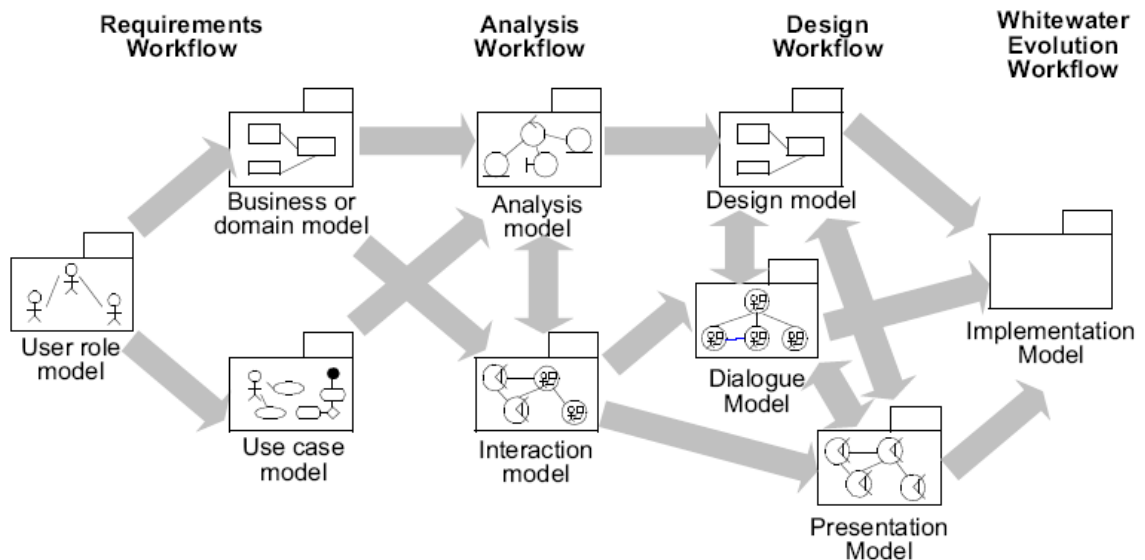 Requirements
Workflow
Analysis
Workflow
Design
Workflow
Whitewater
Evolution
Workflow
Business or
domain model
Analysis
model
Design model
User role
model
Implementation
Model
Use case
model
Interaction
model
Dialogue
Model
Presentation
Model